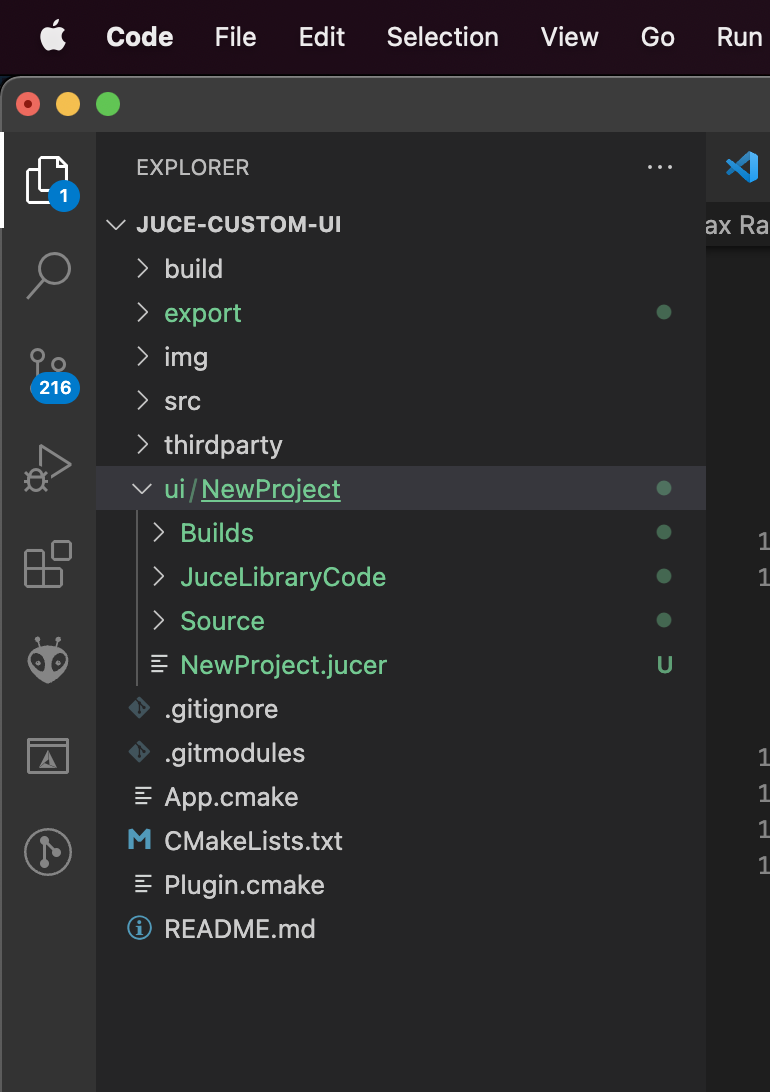 Code File Edit Selection View Go Run
EXPLORER ...
1
JUCE-CUSTOM-UI
ax Ra
build
export
img
216
src
thirdparty
ui/NewProject
Builds
1
JuceLibraryCode
1
Source
NewProject.jucer U
.gitignore
.gitmodules
1
App.cmake
1
CMakeLists.txt
1
Plugin.cmake
1
README.md